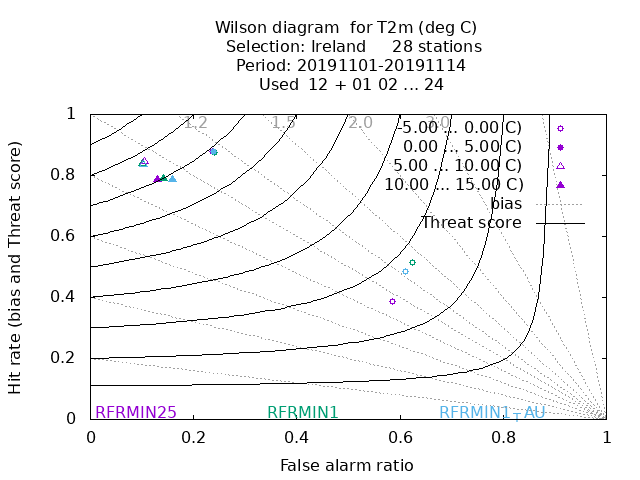 Wilson diagram  for T2m (deg C)
Selection: Ireland     28 stations
Period: 20191101-20191114
Used  12 + 01 02 ... 24
Hit rate (bias and Threat score)
1
0.8
0.6
0.4
0.2
0
1.2 1.5 2.0 3.0
-5.00 ... 0.00 C)
0.00 ... 5.00 C)
5.00 ... 10.00 C)
10.00 ... 15.00 C)
bias
Threat score
RFRMIN25 RFRMIN1 RFRMIN1_AU
0 0.2 0.4 0.6 0.8 1
False alarm ratio